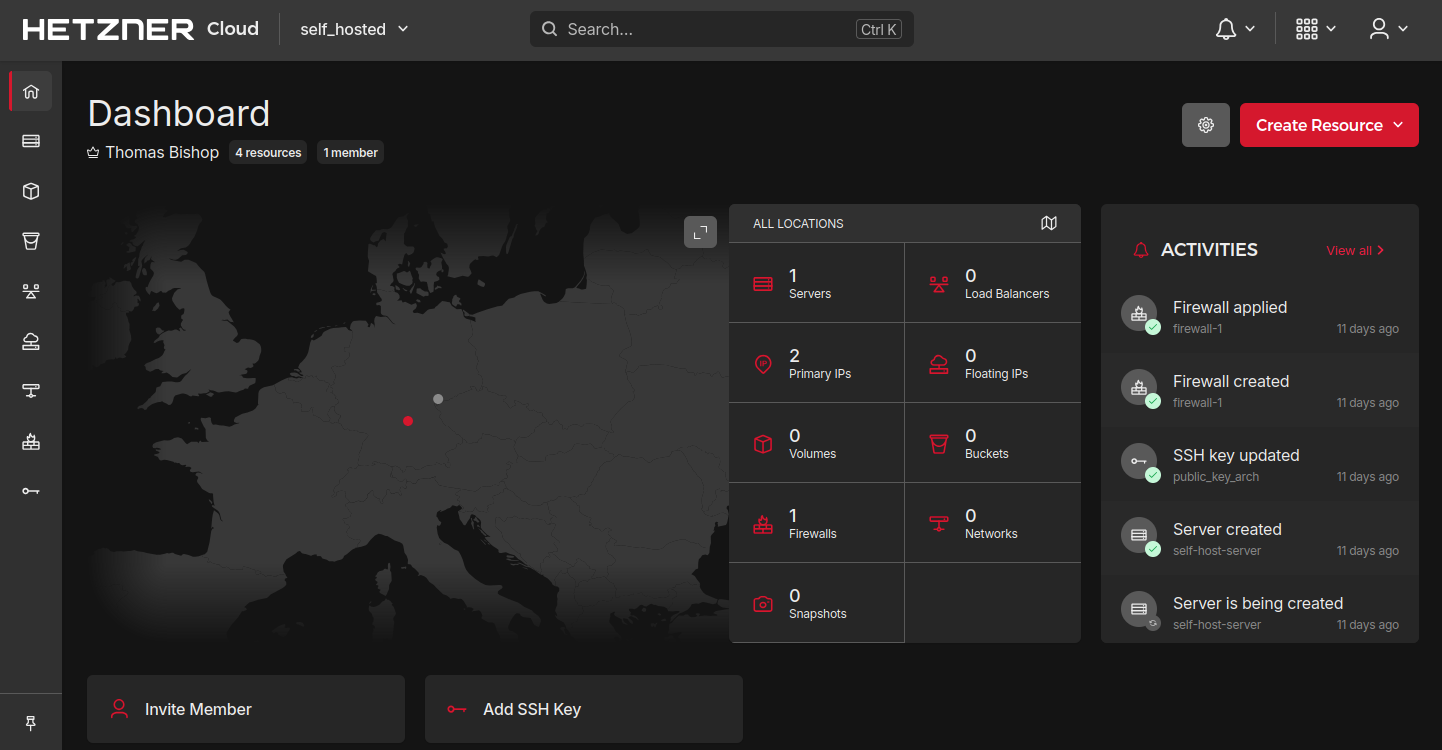 HETZNER Cloud
self_hosted
Search...
Ctrl K
Dashboard
Thomas Bishop
4 resources
1 member
Create Resource
ALL LOCATIONS
1
Servers
0
Load Balancers
2
Primary IPs
0
Floating IPs
0
Volumes
0
Buckets
1
Firewalls
0
Networks
0
Snapshots
ACTIVITIES
View all
Firewall applied
firewall-1
11 days ago
Firewall created
firewall-1
11 days ago
SSH key updated
public_key_arch
11 days ago
Server created
self-host-server
11 days ago
Server is being created
self-host-server
11 days ago
Invite Member
Add SSH Key